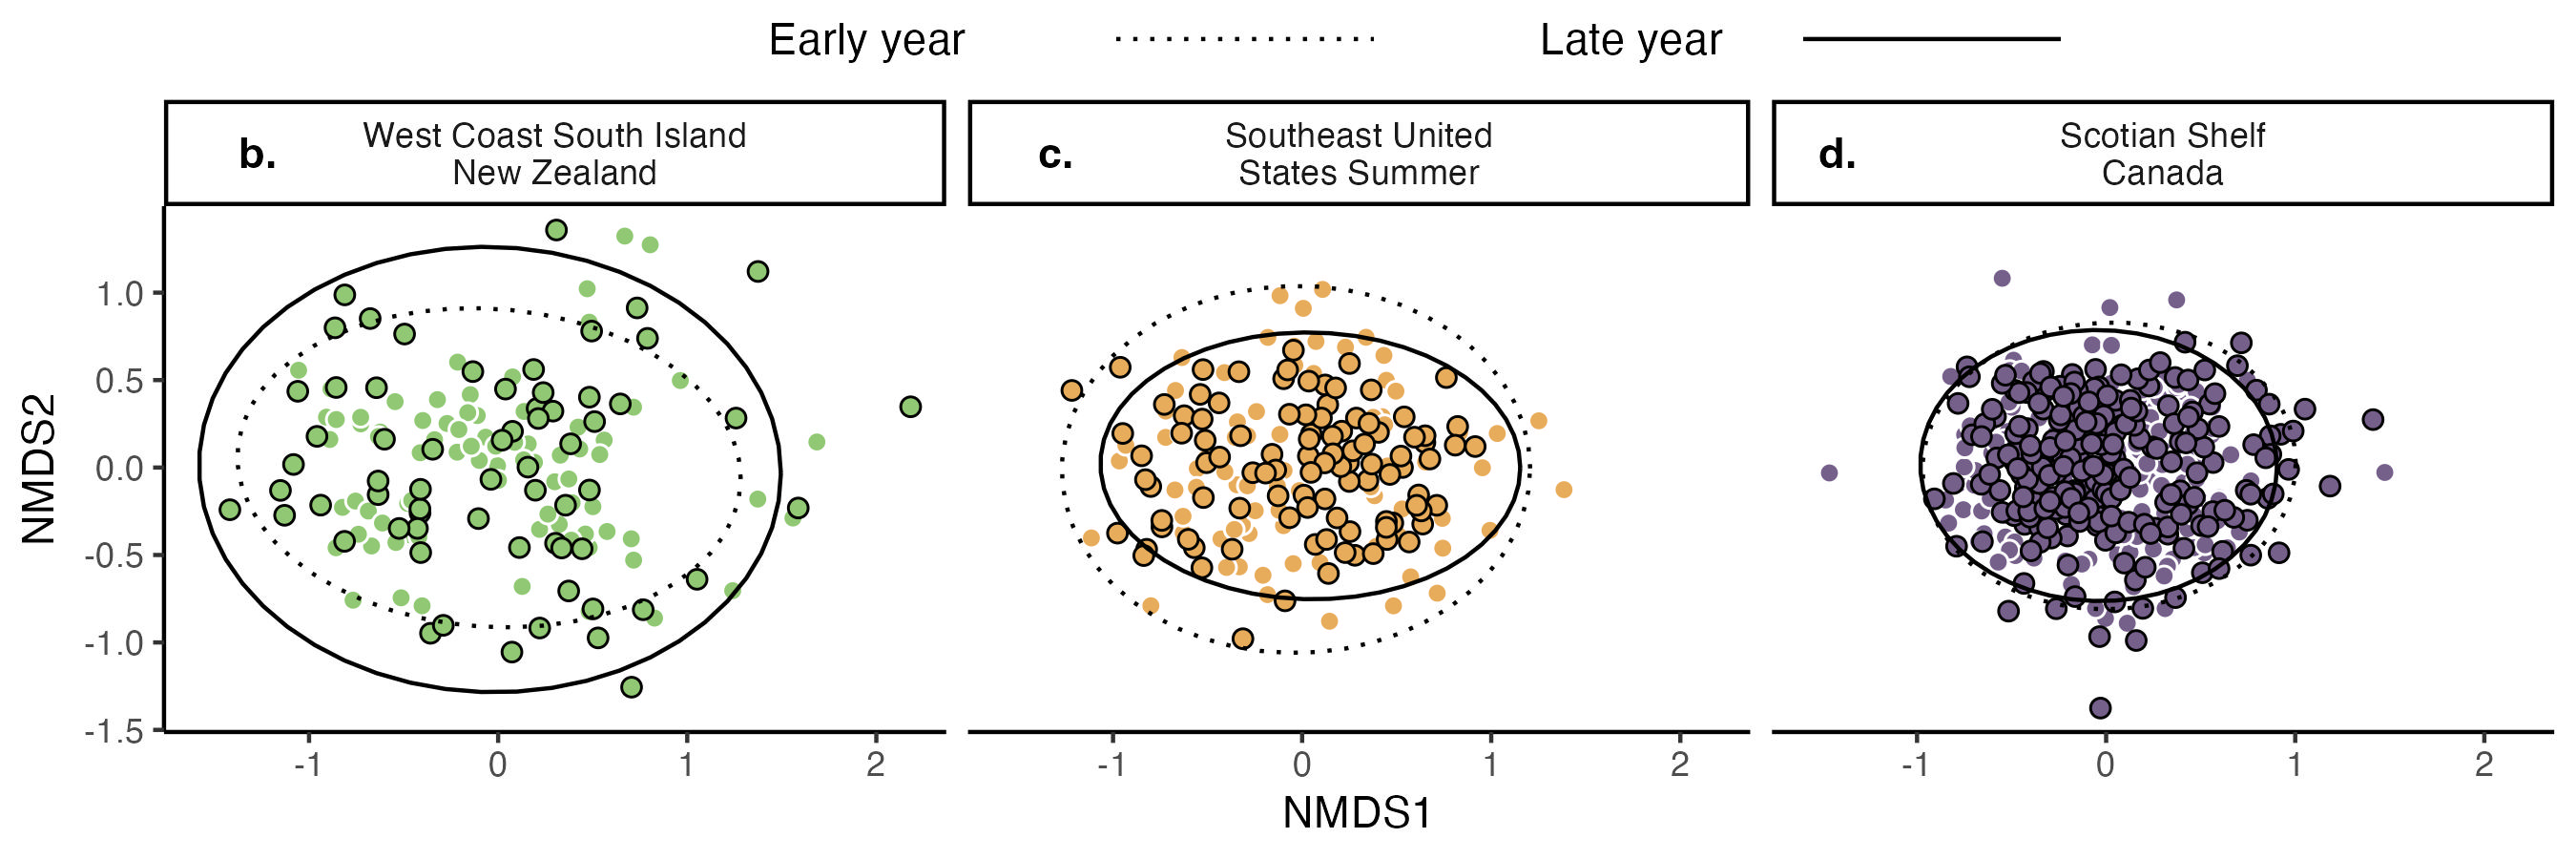 Early year Late year
b. West Coast South Island
New Zealand
c. Southeast United
States Summer
d. Scotian Shelf
Canada
NMDS2
1.0
0.5
0.0
-0.5
-1.0
-1.5
-1 0 1 2
-1 0 1 2
-1 0 1 2
NMDS1